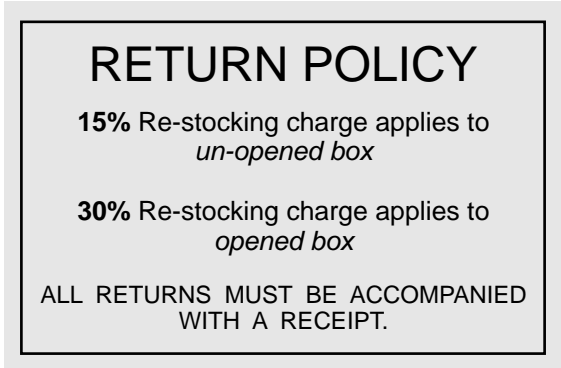 RETURN POLICY
15% Re-stocking charge applies to
un-opened box
30% Re-stocking charge applies to
opened box
ALL RETURNS MUST BE ACCOMPANIED
WITH A RECEIPT.